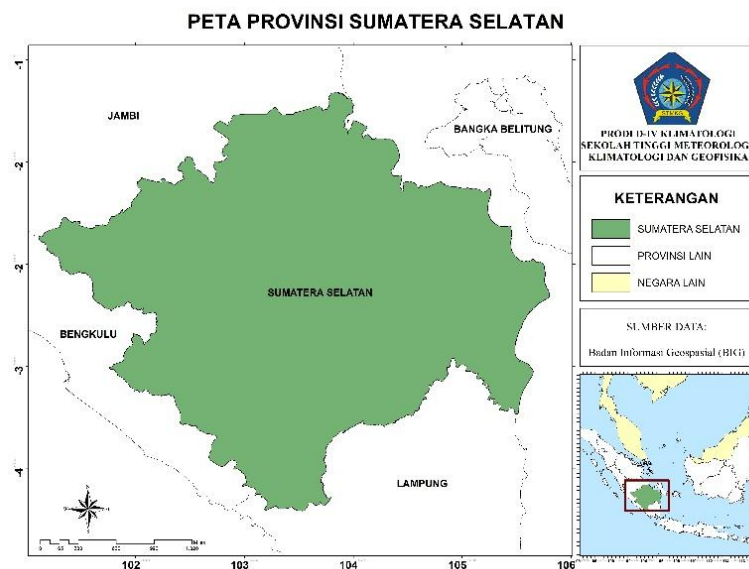 PETA PROVINSI SUMATERA SELATAN
JAMBI
BANGKA BELITUNG
SUMATERA SELATAN
BENGKULU
LAMPUNG
-1
-2
-2
-3
-4
102
103
104
105
106
STMKG
PRODI D-IV KLIMATOLOGI
SEKOLAH TINGGI METEOROLOGI
KLIMATOLOGI DAN GEOFISIKA
KETERANGAN
SUMATERA SELATAN
PROVINSI LAIN
NEGARA LAIN
SUMBER DATA:
Badan Informasi Geospasial (BIG)